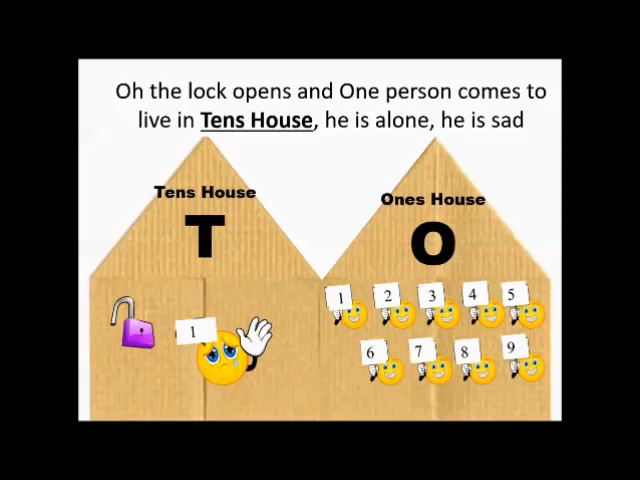 Oh the lock opens and One person comes to
live in Tens House, he is alone, he is sad
Tens House
T
Ones House
O
1
1 2 3 4 5
6 7 8 9